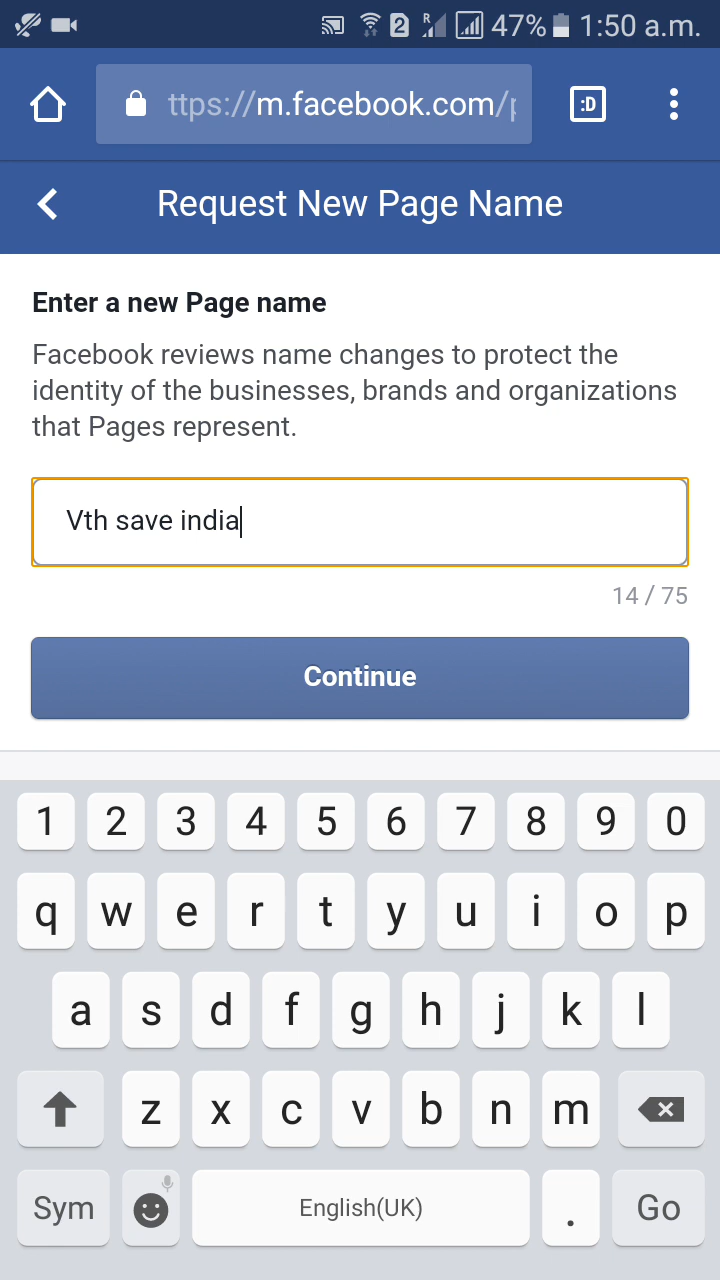 2 R 47% 1:50 a.m.
ttps://m.facebook.com/p :D
Request New Page Name
Enter a new Page name
Facebook reviews name changes to protect the
identity of the businesses, brands and organizations
that Pages represent.
Vth save india
14 / 75
Continue
1 2 3 4 5 6 7 8 9 0
q w e r t y u i o p
a s d f g h j k l
z x c v b n m
Sym English(UK) . Go